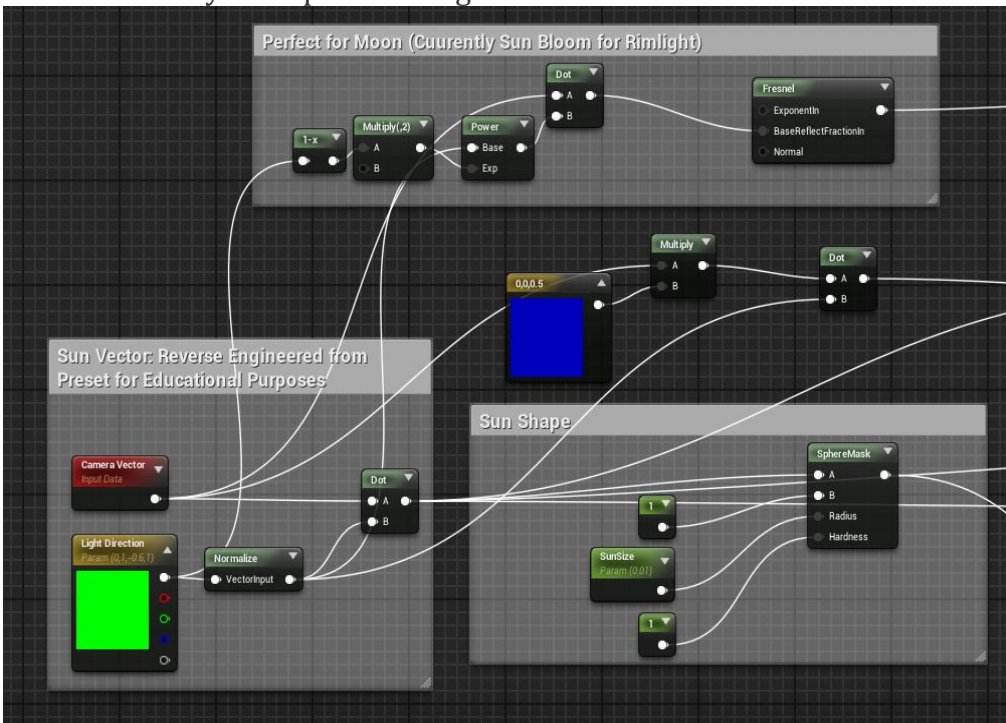 Perfect for Moon (Cuurently Sun Bloom for Rimlight)
Dot
A
B
Fresnel
ExponentIn
BaseReflectFractionIn
Normal
1-x
Multiply(,2)
A
B
Power
Base
Exp
Multiply
A
B
Dot
A
B
0,0,0.5
Sun Vector: Reverse Engineered from
Preset for Educational Purposes
Camera Vector
Input Data
Dot
A
B
Light Direction
Param (0,1,-0.6,1)
Normalize
VectorInput
Sun Shape
SphereMask
A
B
Radius
Hardness
1
SunSize
Param (0.01)
1